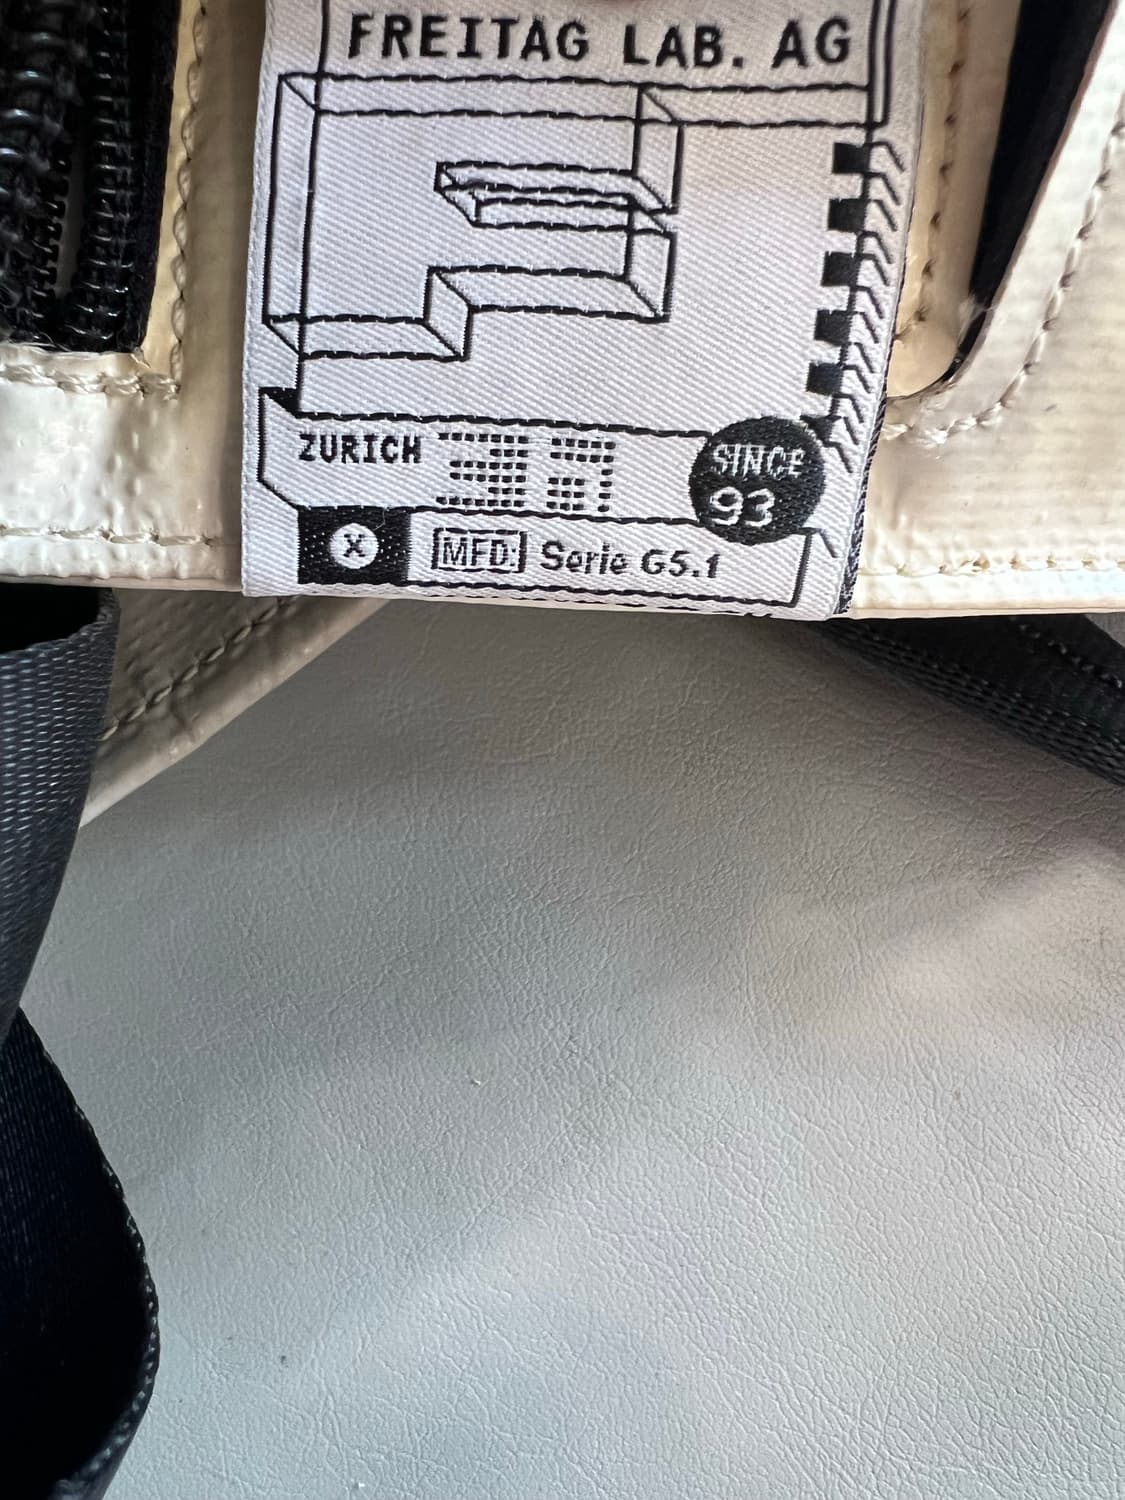 FREITAG LAB. AG
ZURICH
SINCE
93
X
MFD: Serie G5.1